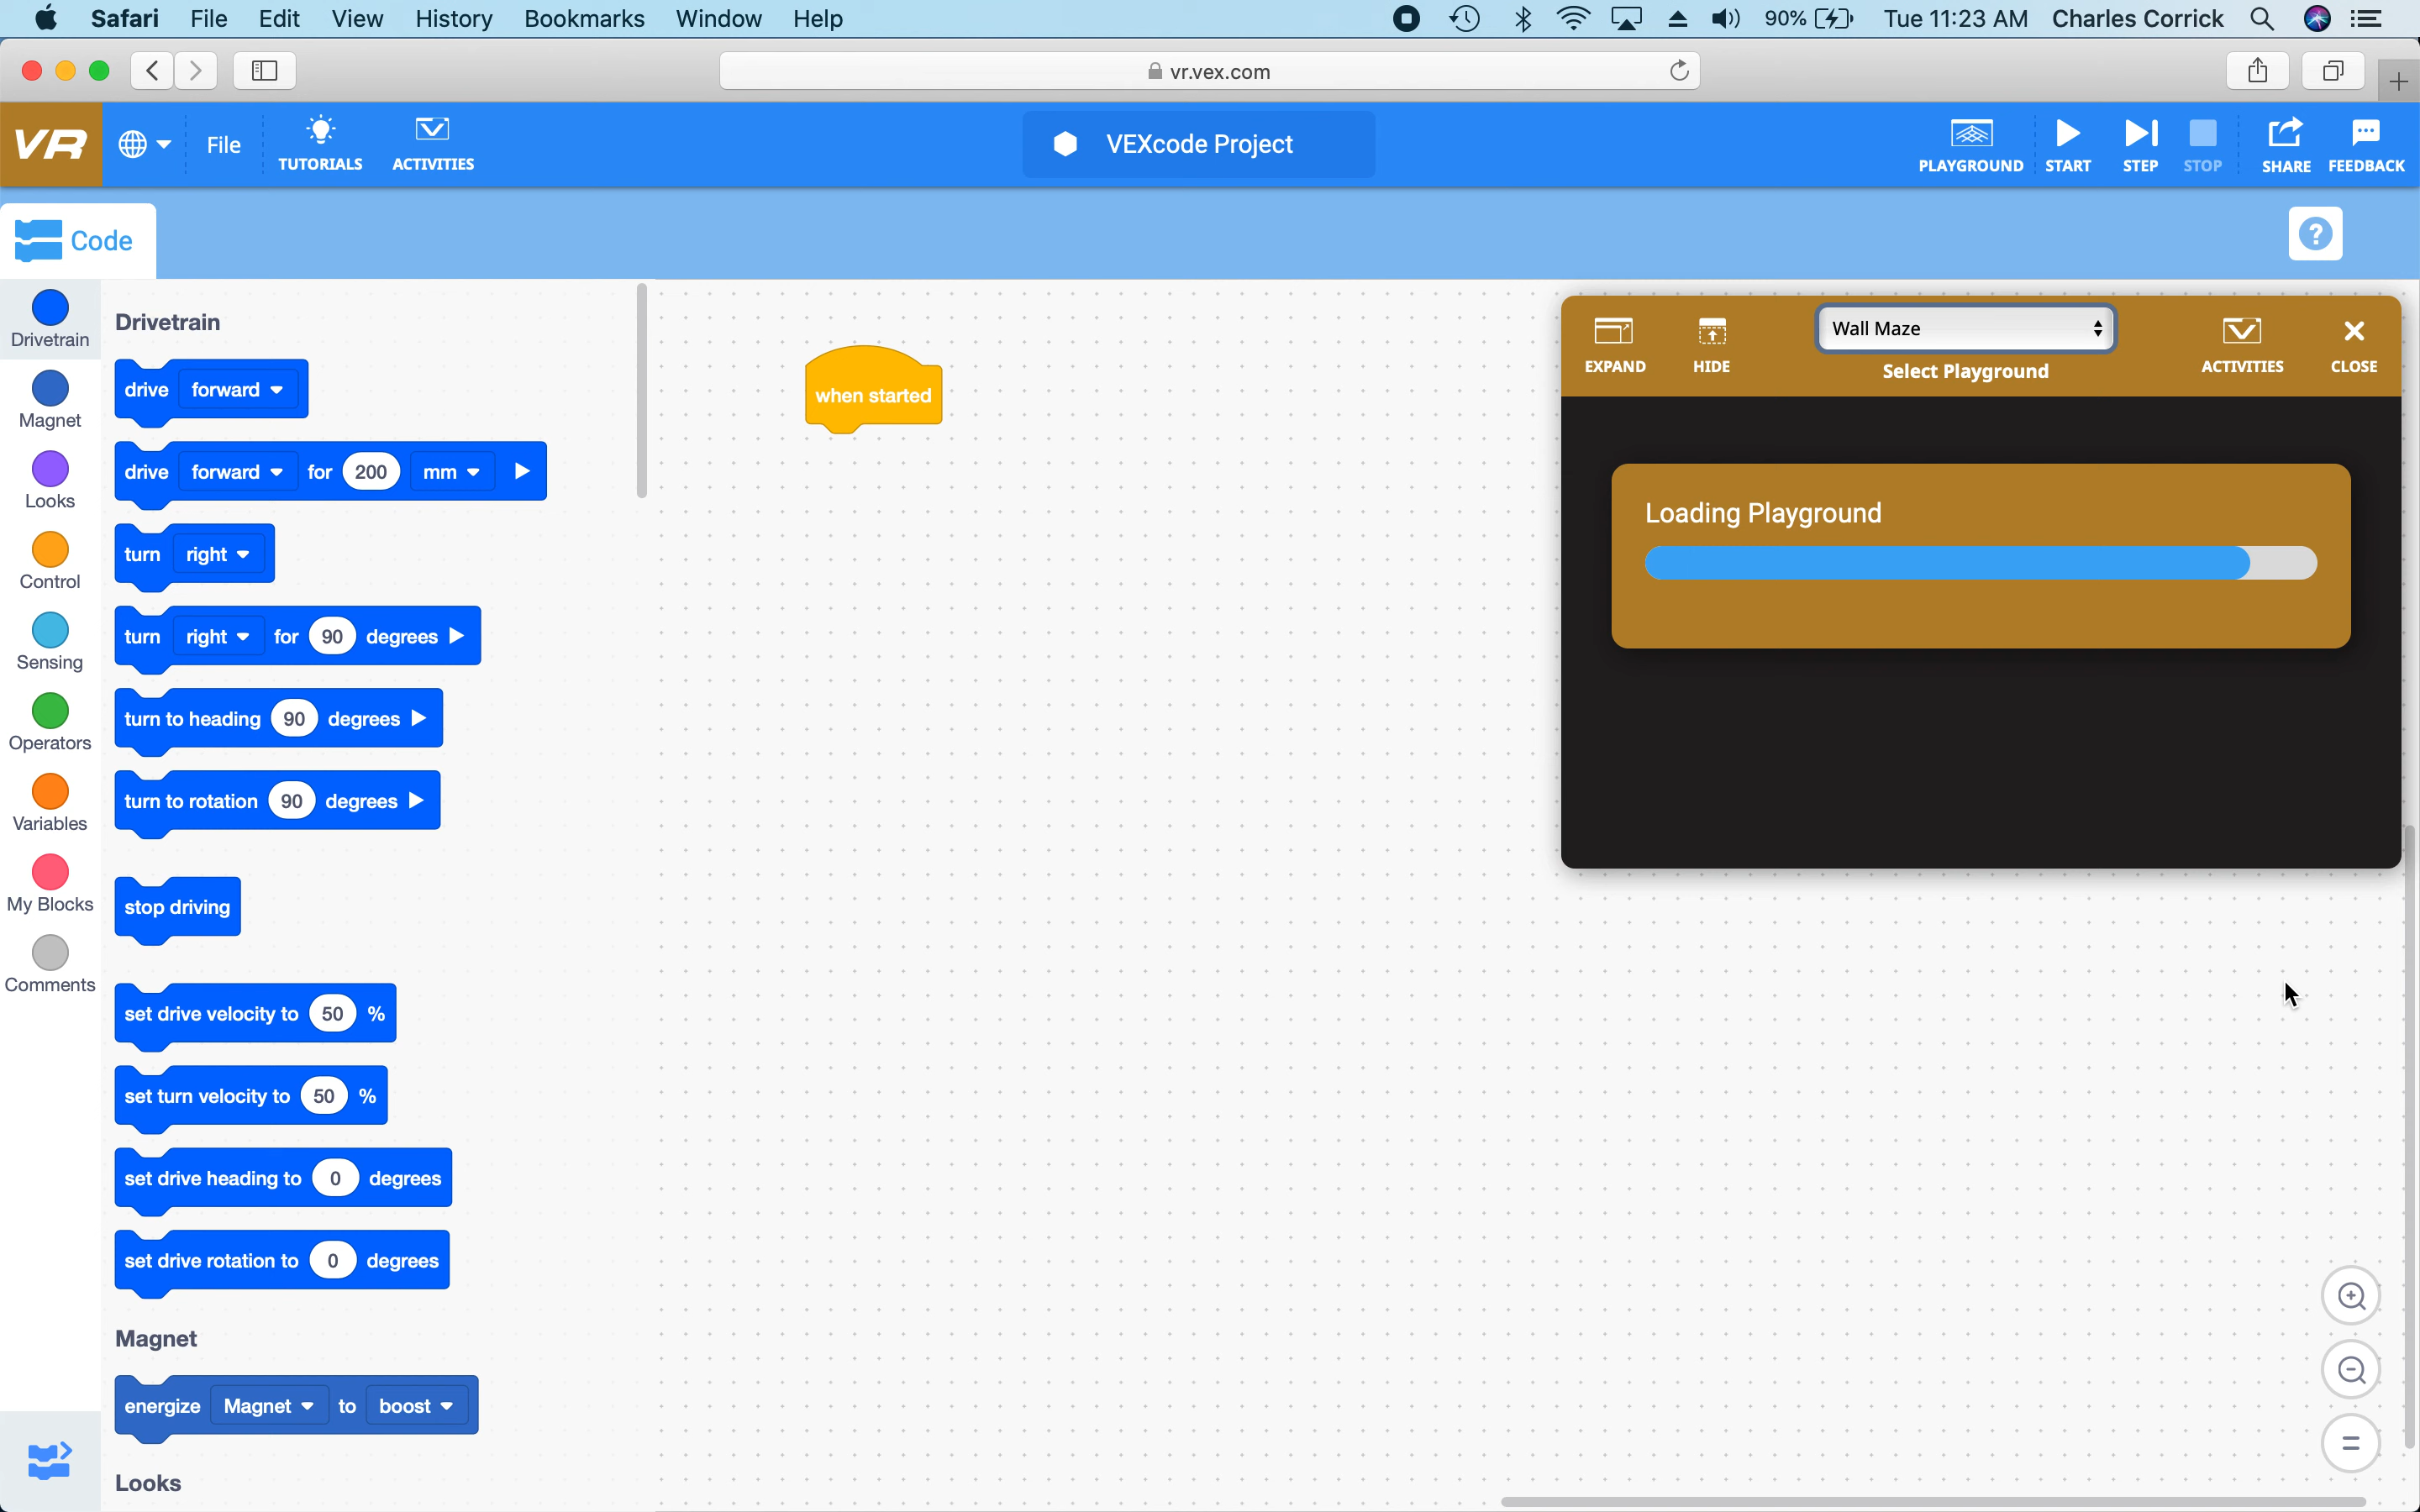 Safari File Edit View History Bookmarks Window Help 90% Tue 11:23 AM Charles Corrick
vr.vex.com
VR File TUTORIALS ACTIVITIES VEXcode Project PLAYGROUND START STEP STOP SHARE FEEDBACK
Code ?
Drivetrain
Magnet
Looks
Control
Sensing
Operators
Variables
My Blocks
Comments
Drivetrain
drive forward
drive forward for 200 mm
turn right
turn right for 90 degrees
turn to heading 90 degrees
turn to rotation 90 degrees
stop driving
set drive velocity to 50 %
set turn velocity to 50 %
set drive heading to 0 degrees
set drive rotation to 0 degrees
Magnet
energize Magnet to boost
Looks
when started
EXPAND HIDE Wall Maze ACTIVITIES CLOSE
Select Playground
Loading Playground